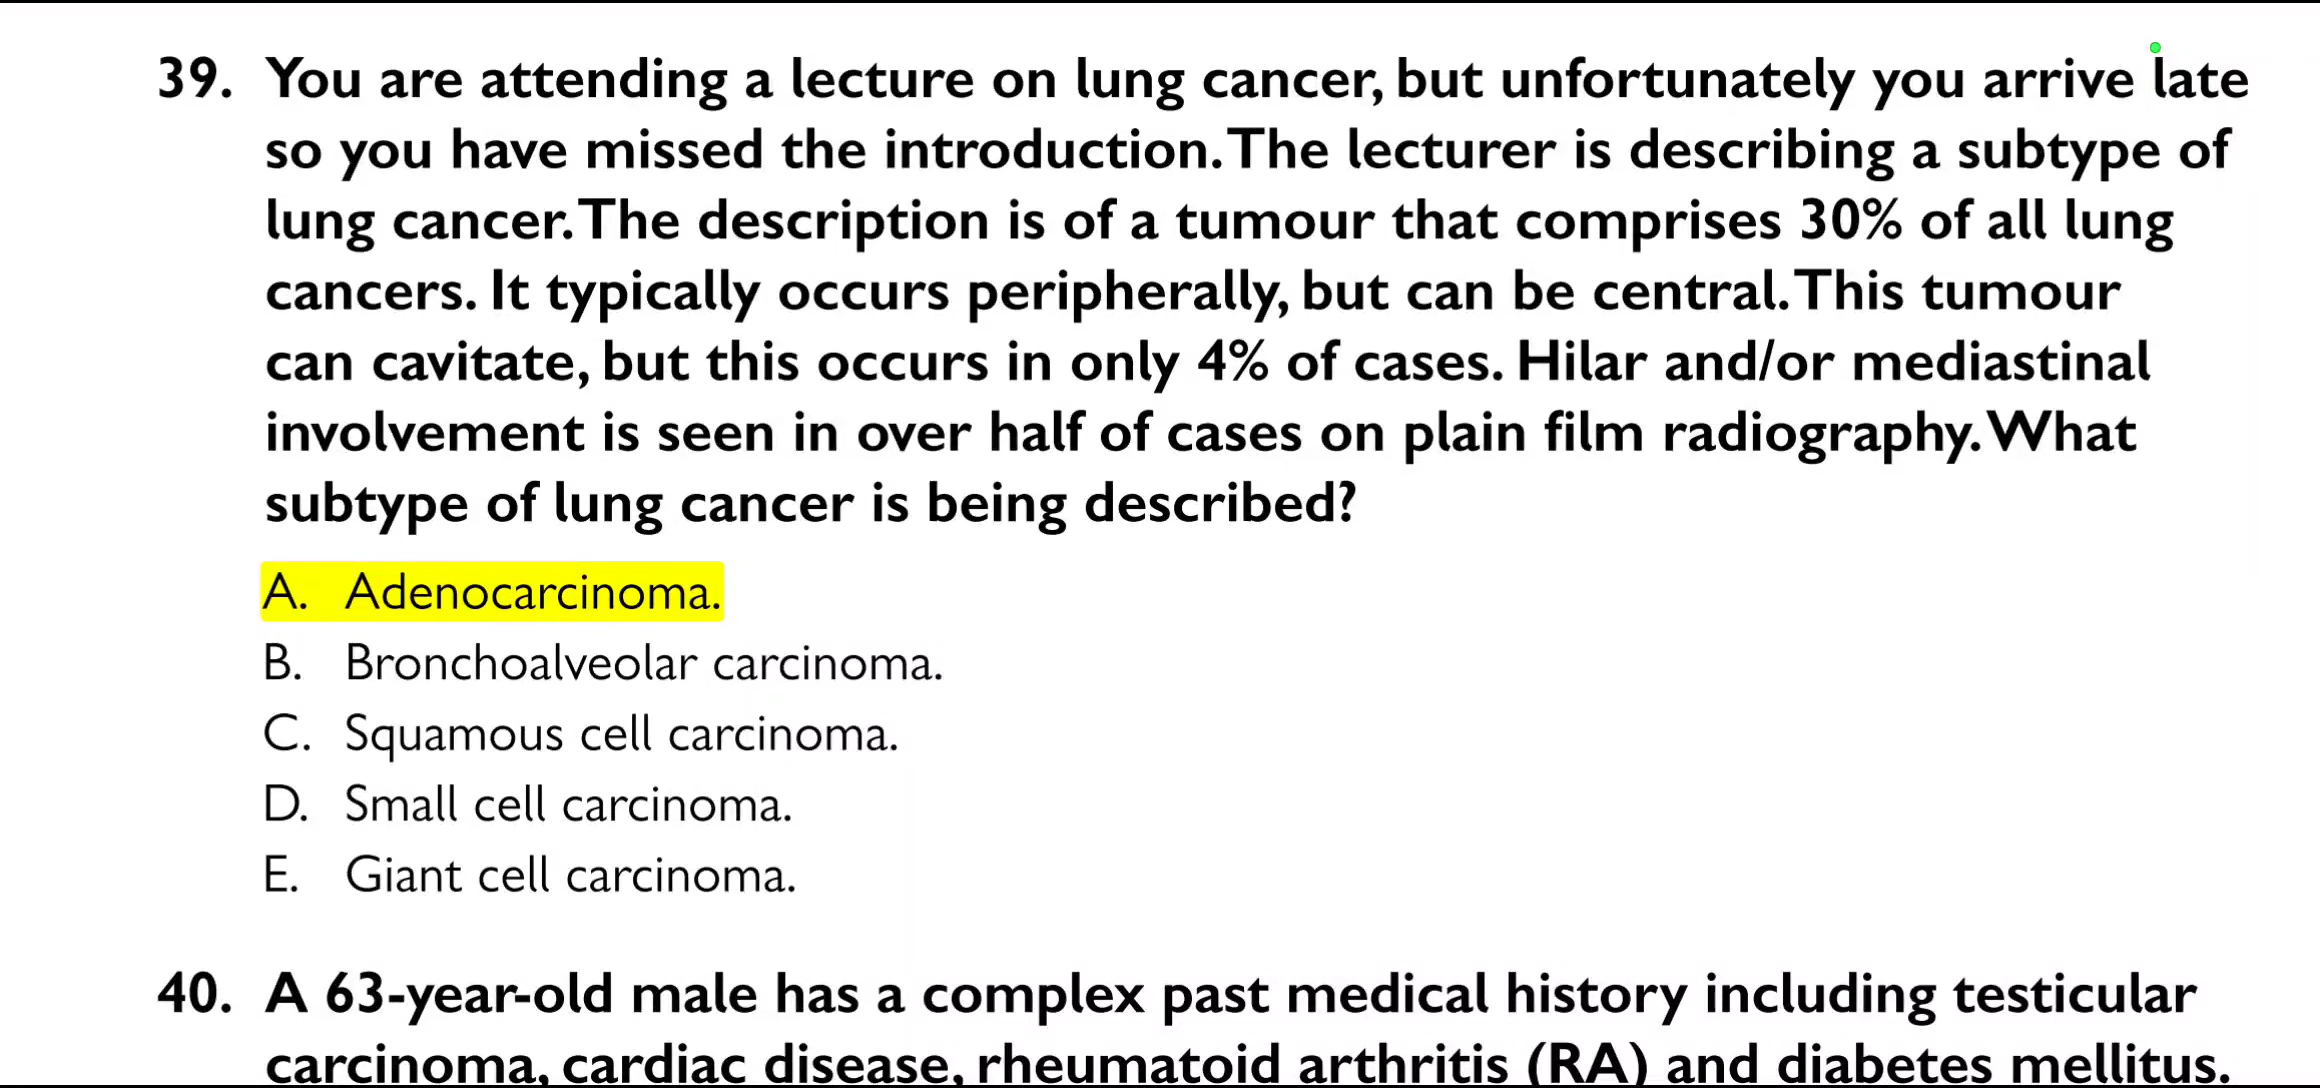 39. You are attending a lecture on lung cancer, but unfortunately you arrive late
so you have missed the introduction. The lecturer is describing a subtype of
lung cancer. The description is of a tumour that comprises 30% of all lung
cancers. It typically occurs peripherally, but can be central. This tumour
can cavitate, but this occurs in only 4% of cases. Hilar and/or mediastinal
involvement is seen in over half of cases on plain film radiography. What
subtype of lung cancer is being described?
A. Adenocarcinoma.
B. Bronchoalveolar carcinoma.
C. Squamous cell carcinoma.
D. Small cell carcinoma.
E. Giant cell carcinoma.
40. A 63-year-old male has a complex past medical history including testicular
carcinoma, cardiac disease, rheumatoid arthritis (RA) and diabetes mellitus.